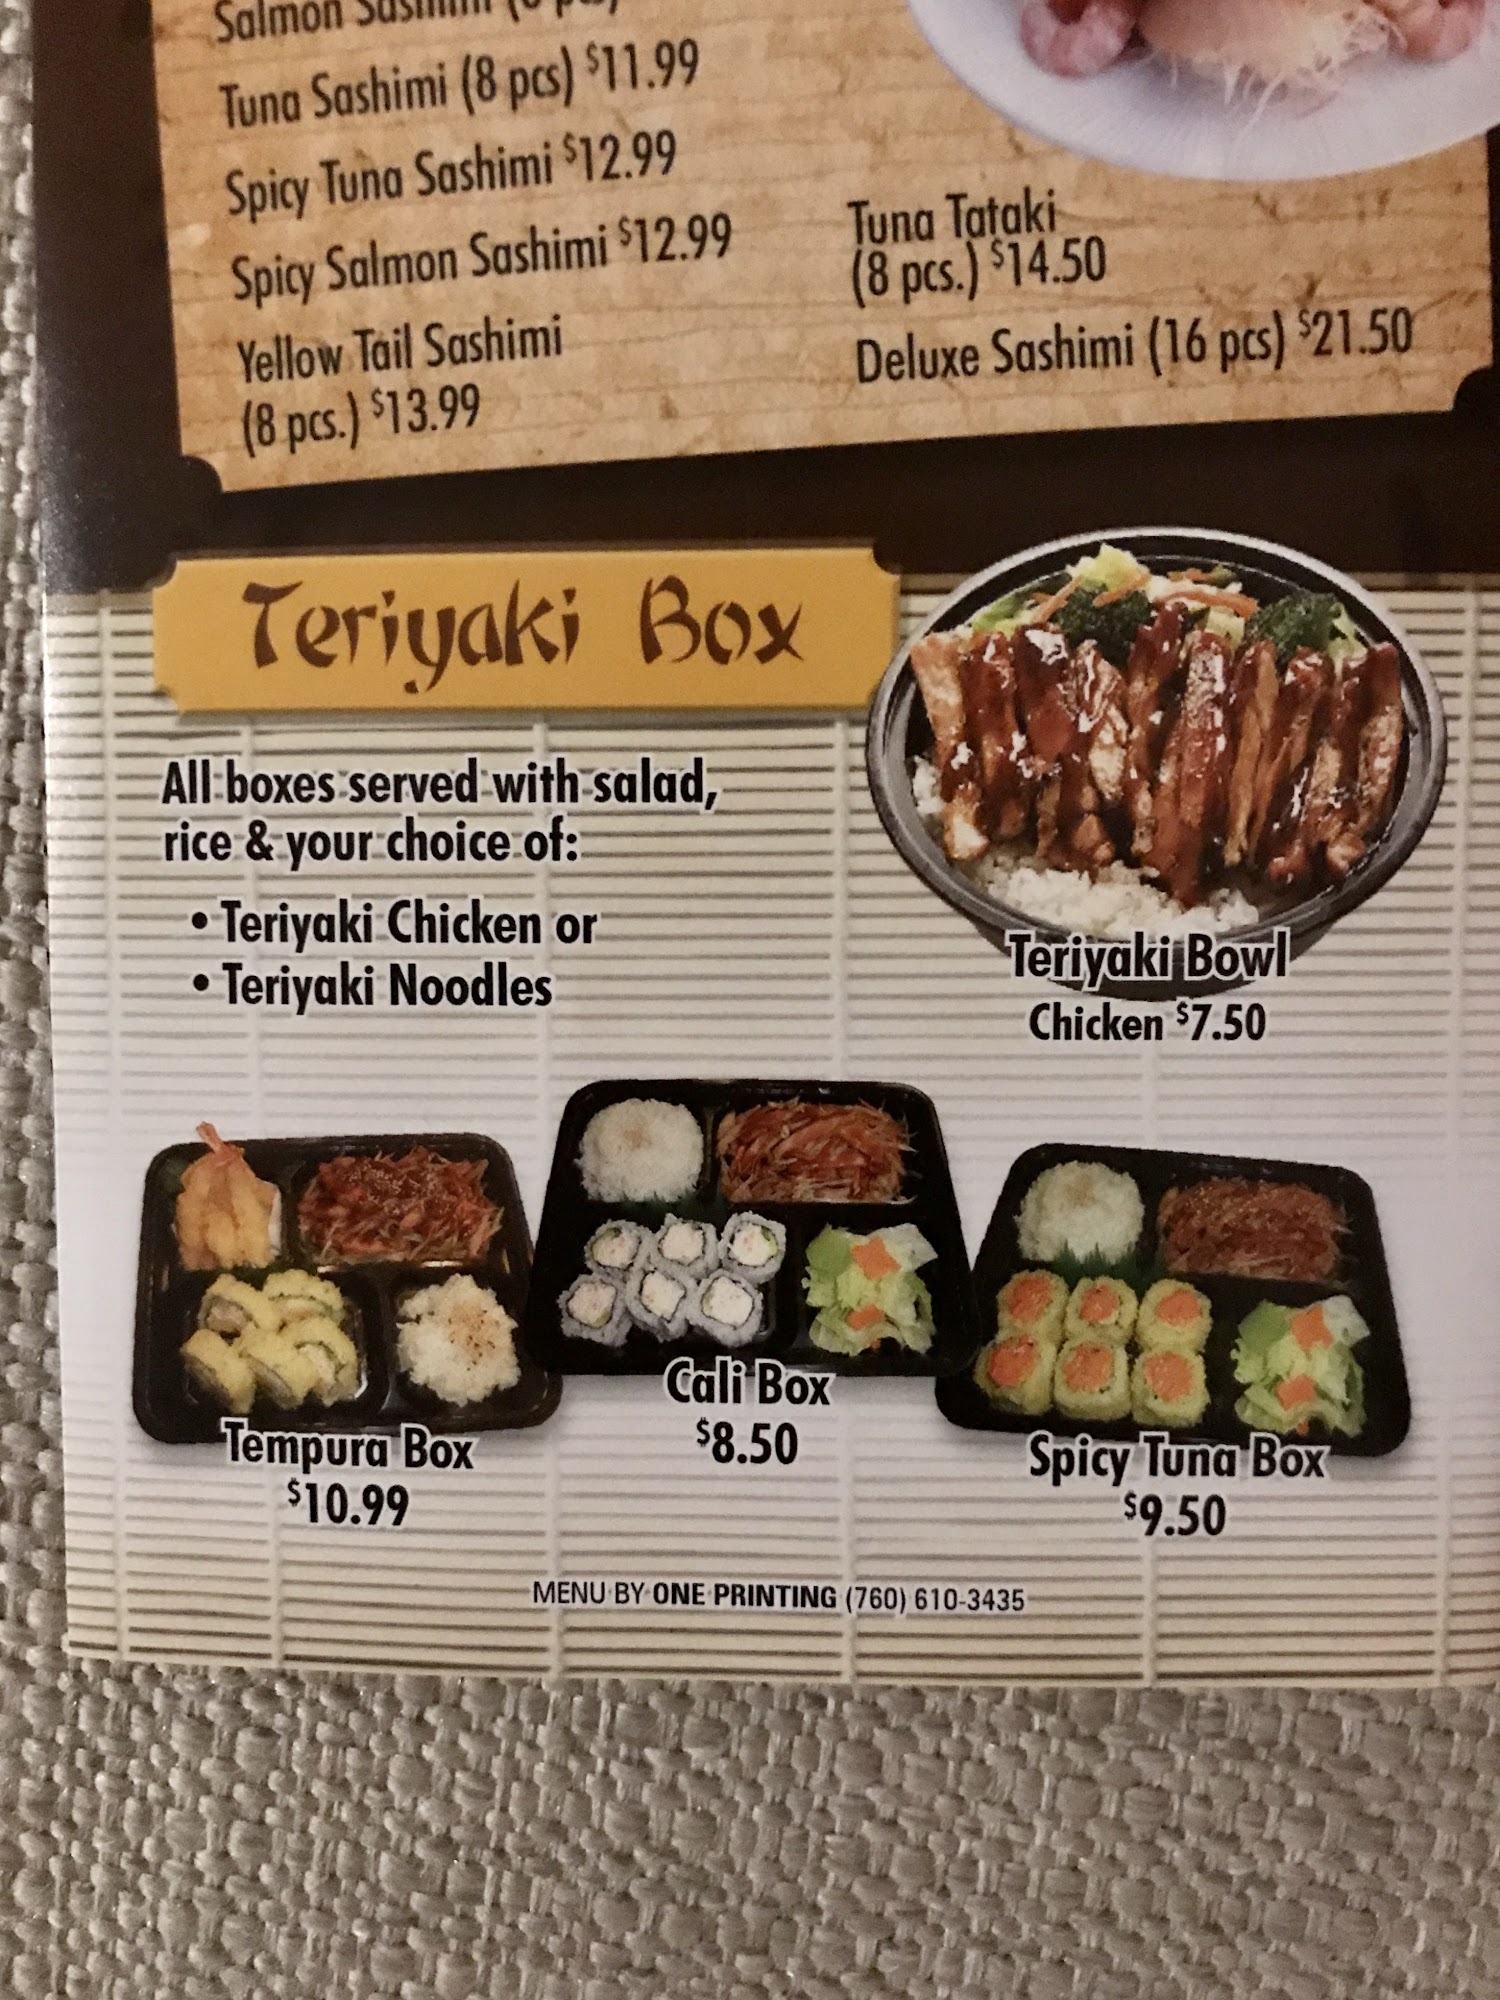 Salmon Sashimi
Tuna Sashimi (8 pcs) $11.99
Spicy Tuna Sashimi $12.99
Spicy Salmon Sashimi $12.99
Yellow Tail Sashimi
(8 pcs.) $13.99
Tuna Tataki
(8 pcs.) $14.50
Deluxe Sashimi (16 pcs) $21.50
Teriyaki Box
All boxes served with salad,
rice & your choice of:
• Teriyaki Chicken or
• Teriyaki Noodles
Teriyaki Bowl
Chicken $7.50
Tempura Box
$10.99
Cali Box
$8.50
Spicy Tuna Box
$9.50
MENU BY ONE PRINTING (760) 610-3435